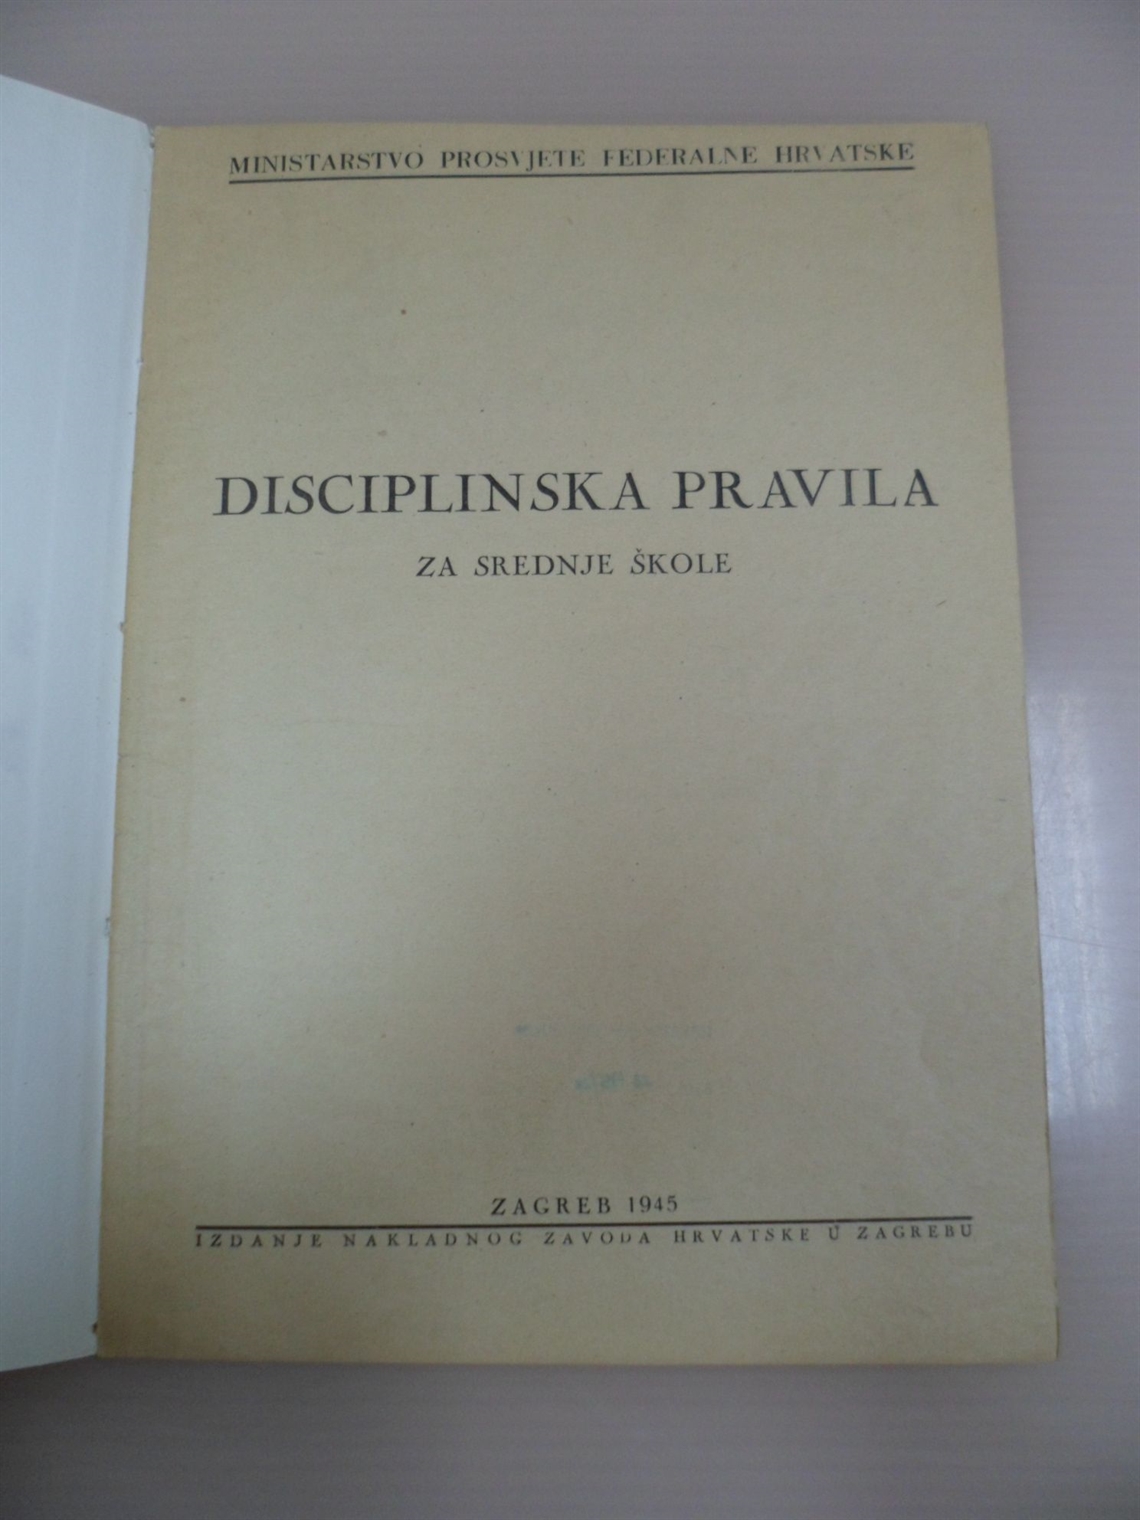 MINISTARSTVO PROSVJETE FEDERALNE HRVATSKE
DISCIPLINSKA PRAVILA
ZA SREDNJE ŠKOLE
ZAGREB 1945
IZDANJE NAKLADNOG ZAVODA HRVATSKE U ZAGREBU